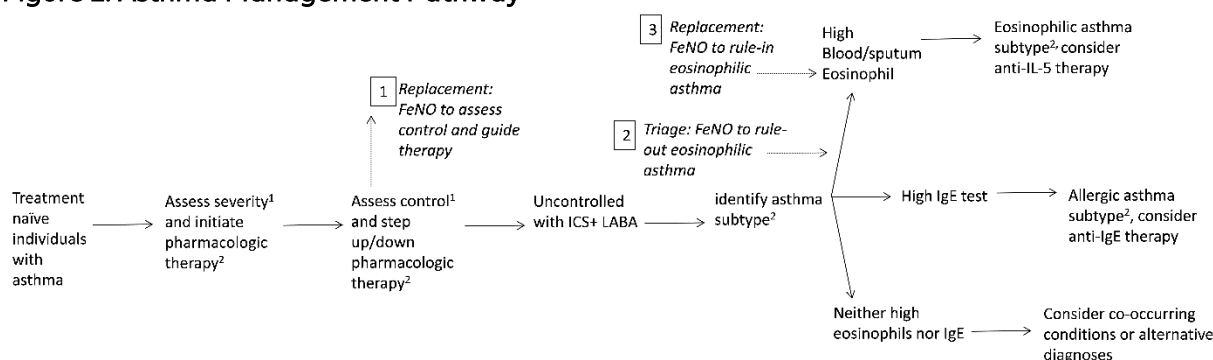 Figure 2. Asthma Management Pathway
3
Replacement:
FeNO to rule-in
eosinophilic
asthma
High
Blood/sputum
Eosinophil
Eosinophilic asthma
subtype2, consider
anti-IL-5 therapy
1
Replacement:
FeNO to assess
control and guide
therapy
2
Triage: FeNO to rule-
out eosinophilic
asthma
Treatment
naïve
individuals
with
asthma
Assess severity1
and initiate
pharmacologic
therapy2
Assess control1
and step
up/down
pharmacologic
therapy2
Uncontrolled
with ICS+ LABA
identify asthma
subtype2
High IgE test
Allergic asthma
subtype2, consider
anti-IgE therapy
Neither high
eosinophils nor IgE
Consider co-occurring
conditions or alternative
diagnoses